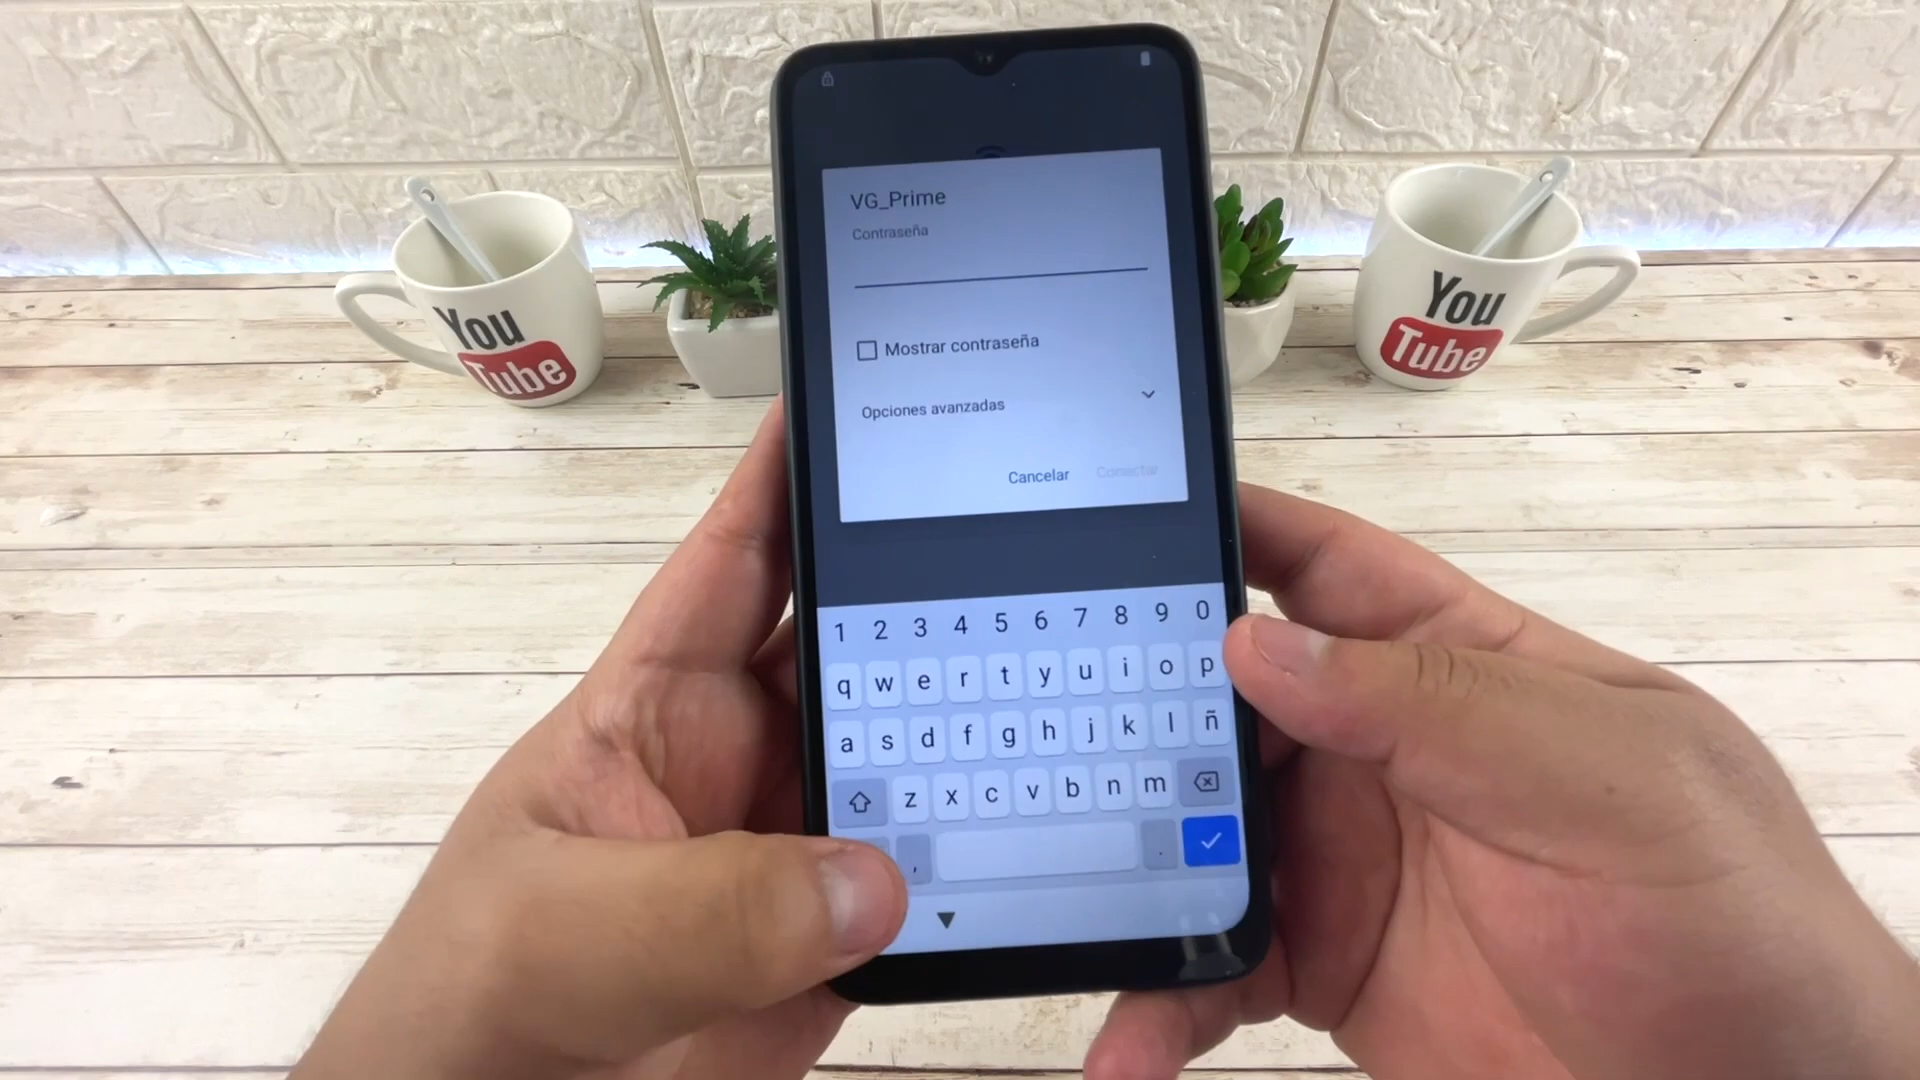 VG_Prime
Contraseña
Mostrar contraseña
Opciones avanzadas
Cancelar Conectar
1 2 3 4 5 6 7 8 9 0
q w e r t y u i o p
a s d f g h j k l ñ
z x c v b n m
, .
You
Tube
You
Tube